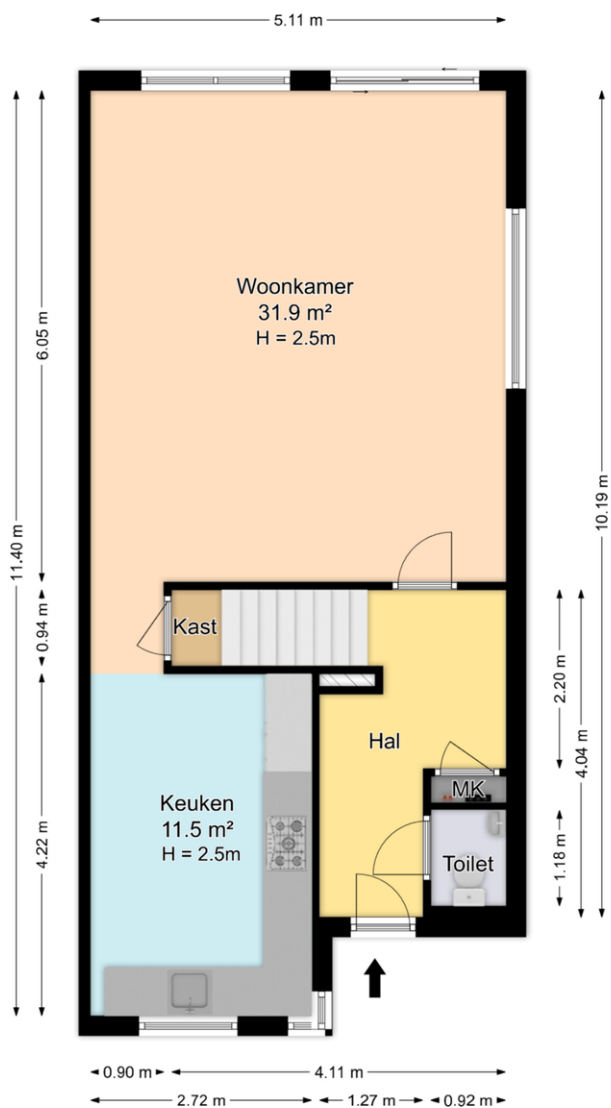 5.11 m
Woonkamer
31.9 m²
H = 2.5m
6.05 m
11.40 m
10.19 m
0.94 m
Kast
2.20 m
4.04 m
Hal
MK
Keuken
11.5 m²
H = 2.5m
4.22 m
Toilet
1.18 m
0.90 m
4.11 m
2.72 m
1.27 m
0.92 m